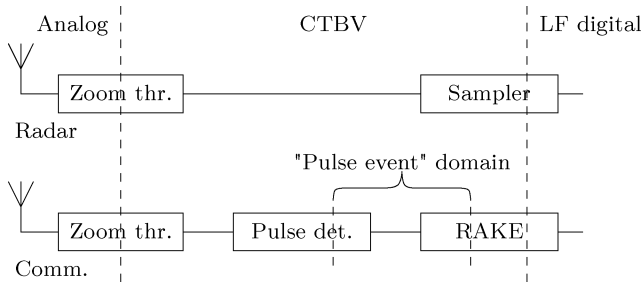 Analog CTBV LF digital
Zoom thr. Sampler
Radar
"Pulse event" domain
Zoom thr. Pulse det. RAKE
Comm.